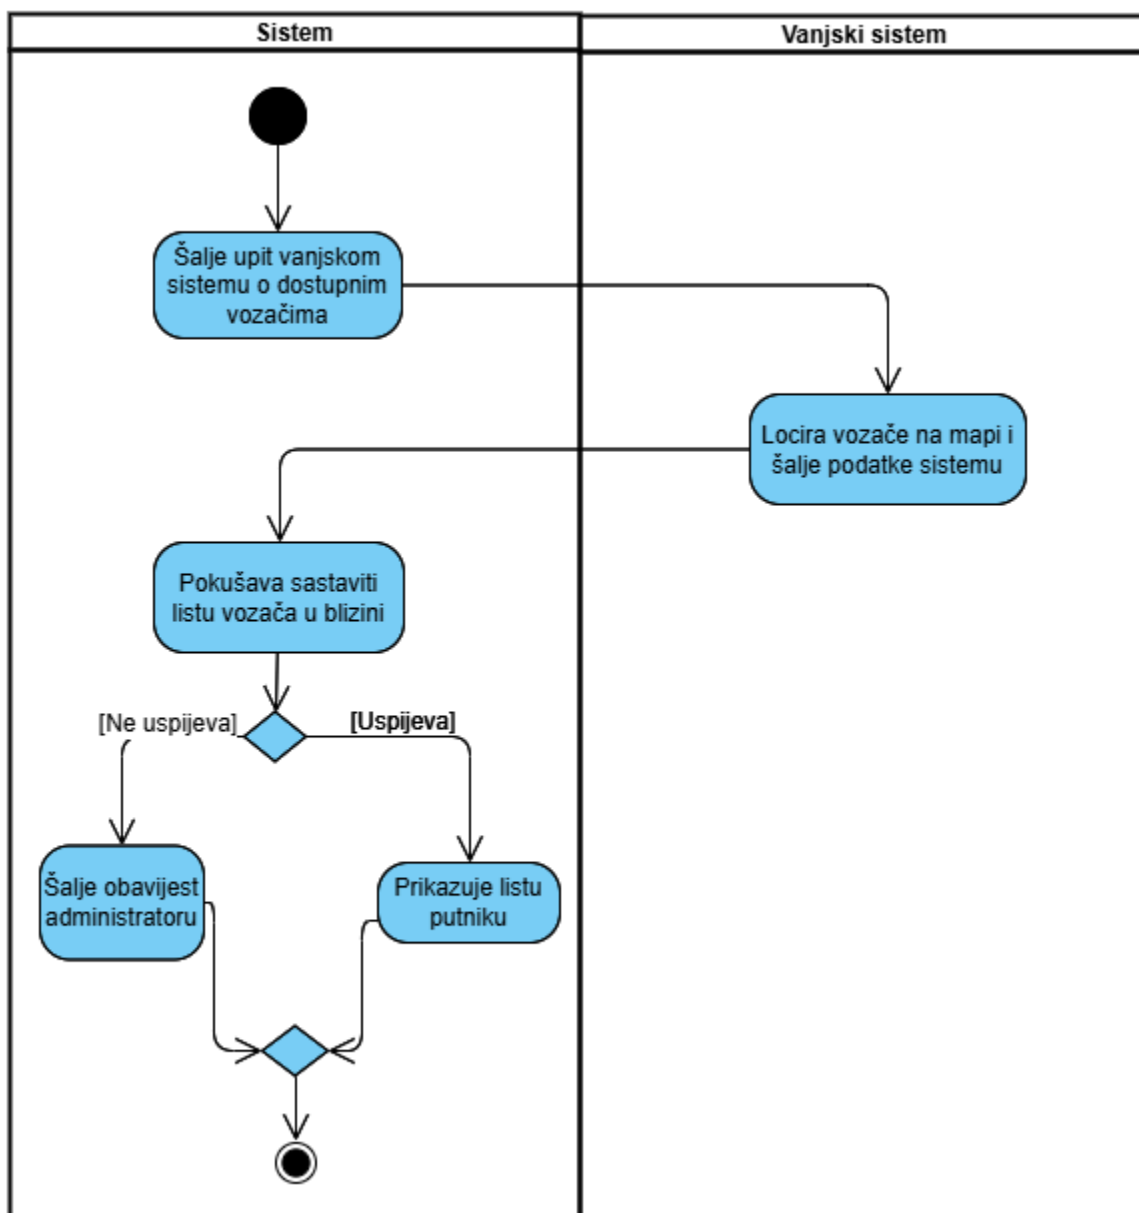 Sistem
Vanjski sistem
Šalje upit vanjskom
sistemu o dostupnim
vozačima
Locira vozače na mapi i
šalje podatke sistemu
Pokušava sastaviti
listu vozača u blizini
[Ne uspijeva]
[Uspijeva]
Šalje obavijest
administratoru
Prikazuje listu
putniku